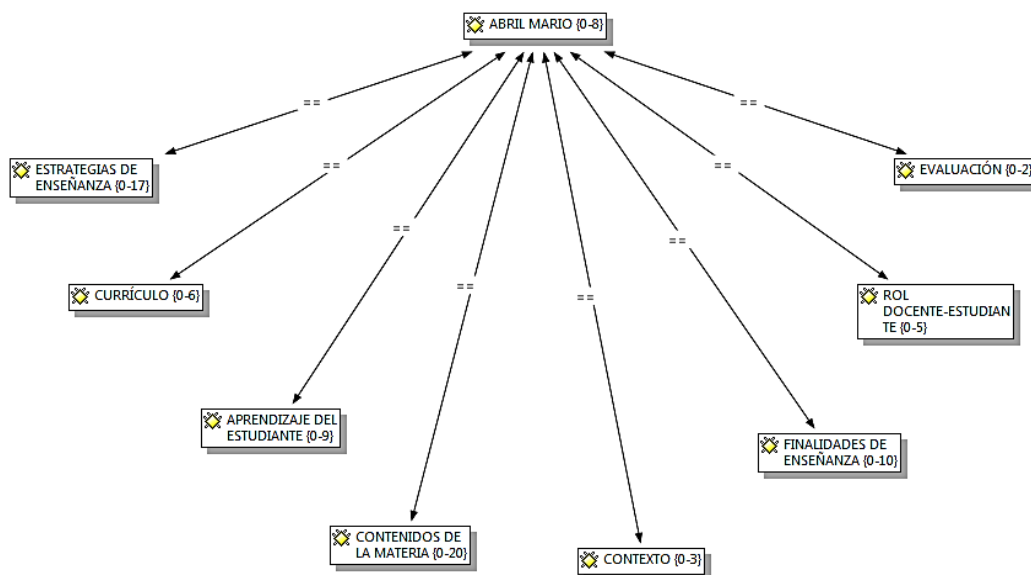 ABRIL MARIO {0-8}
==
==
ESTRATEGIAS DE
ENSEÑANZA {0-17}
==
==
EVALUACIÓN {0-2}
==
==
==
==
CURRÍCULO {0-6}
ROL
DOCENTE-ESTUDIAN
TE {0-5}
APRENDIZAJE DEL
ESTUDIANTE {0-9}
FINALIDADES DE
ENSEÑANZA {0-10}
CONTENIDOS DE
LA MATERIA {0-20}
CONTEXTO {0-3}